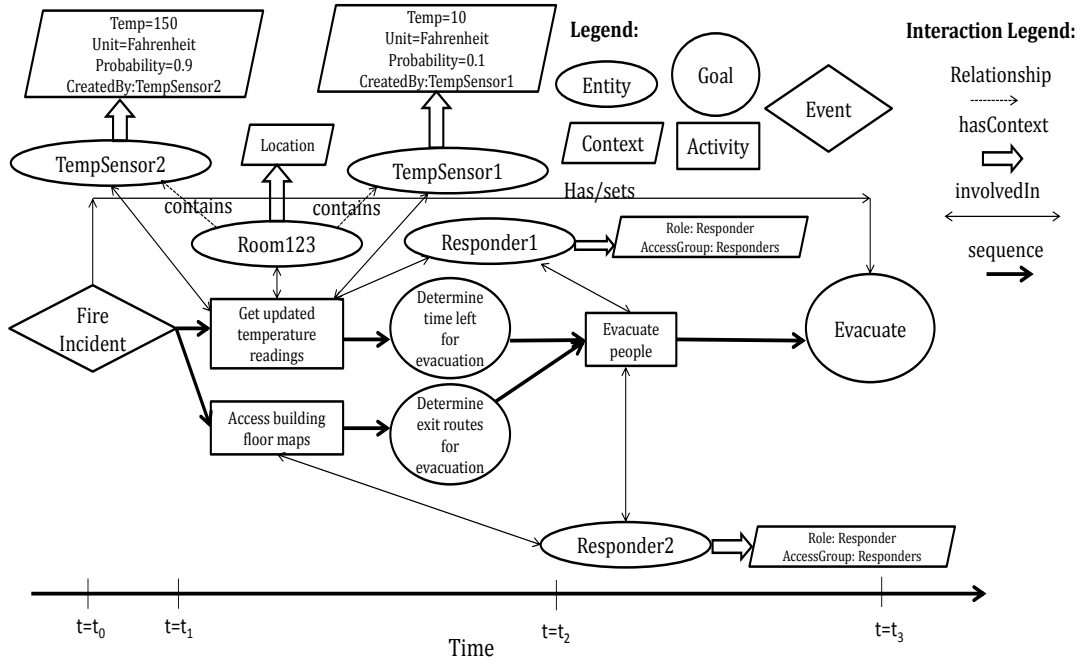 Temp=150
Unit=Fahrenheit
Probability=0.9
CreatedBy:TempSensor2
Temp=10
Unit=Fahrenheit
Probability=0.1
CreatedBy:TempSensor1
Legend:
Entity
Goal
Event
Context
Activity
Interaction Legend:
Relationship
hasContext
involvedIn
sequence
TempSensor2
Location
TempSensor1
contains
contains
Has/sets
Room123
Responder1
Role: Responder
AccessGroup: Responders
Fire
Incident
Get updated
temperature
readings
Determine
time left
for
evacuation
Evacuate
people
Evacuate
Access building
floor maps
Determine
exit routes
for
evacuation
Responder2
Role: Responder
AccessGroup: Responders
t=t0
t=t1
t=t2
t=t3
Time